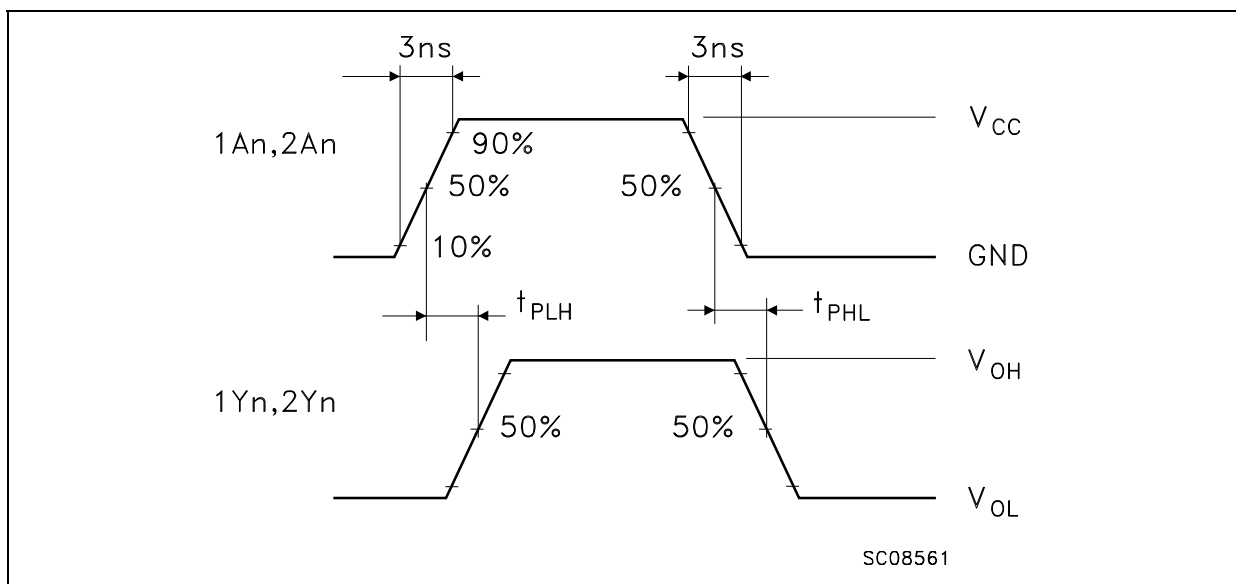 3ns 3ns
V_CC
1An,2An
90%
50% 50%
10%
GND
t_PLH t_PHL
V_OH
1Yn,2Yn
50% 50%
V_OL
SC08561